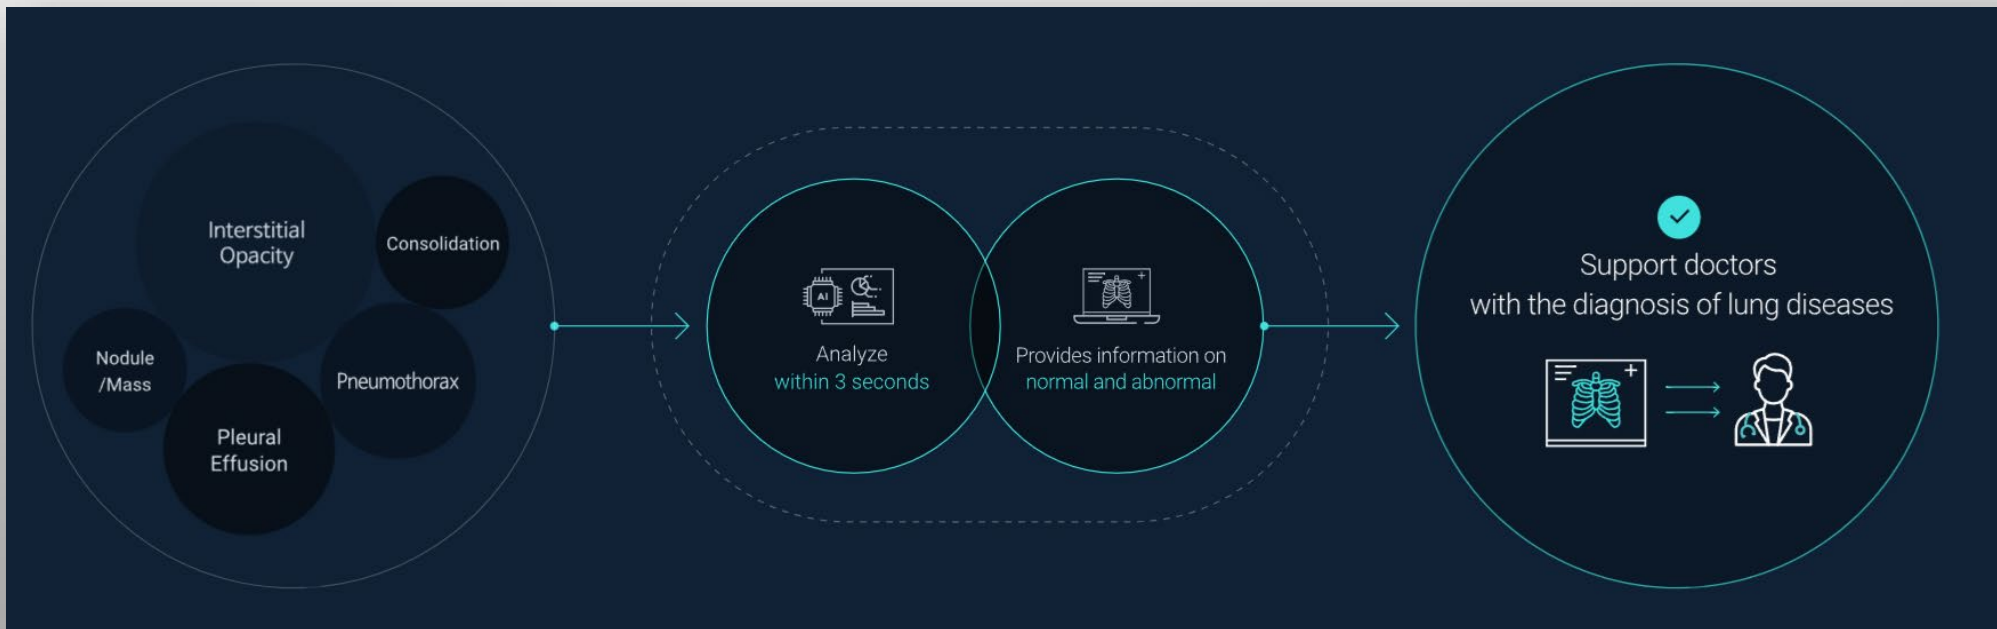 Interstitial
Opacity
Consolidation
Nodule
/Mass
Pneumothorax
Pleural
Effusion
AI
Analyze
within 3 seconds
Provides information on
normal and abnormal
Support doctors
with the diagnosis of lung diseases